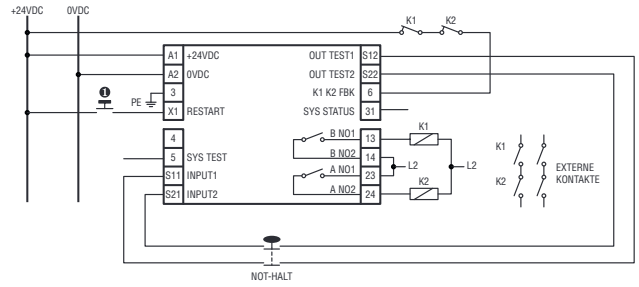 +24VDC 0VDC
K1 K2
A1 +24VDC OUT TEST1 S12
A2 0VDC OUT TEST2 S22
❶ PE 3 K1 K2 FBK 6
X1 RESTART SYS STATUS 31
4 B NO1 13 K1
5 SYS TEST B NO2 14 L2 L2
S11 INPUT1 A NO1 23
S21 INPUT2 A NO2 24 K2
K1
K2
EXTERNE
KONTAKTE
NOT-HALT